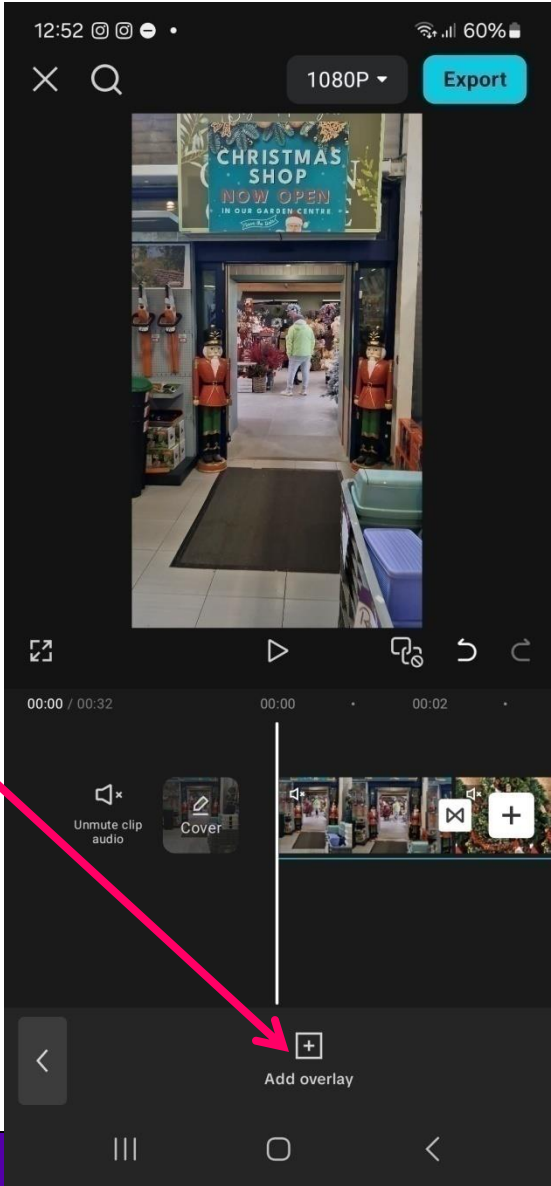 12:52
60%
1080P
Export
CHRISTMAS
SHOP
NOW OPEN
IN OUR GARDEN CENTRE
00:00 / 00:32
00:00
00:02
Unmute clip
audio
Cover
Add overlay